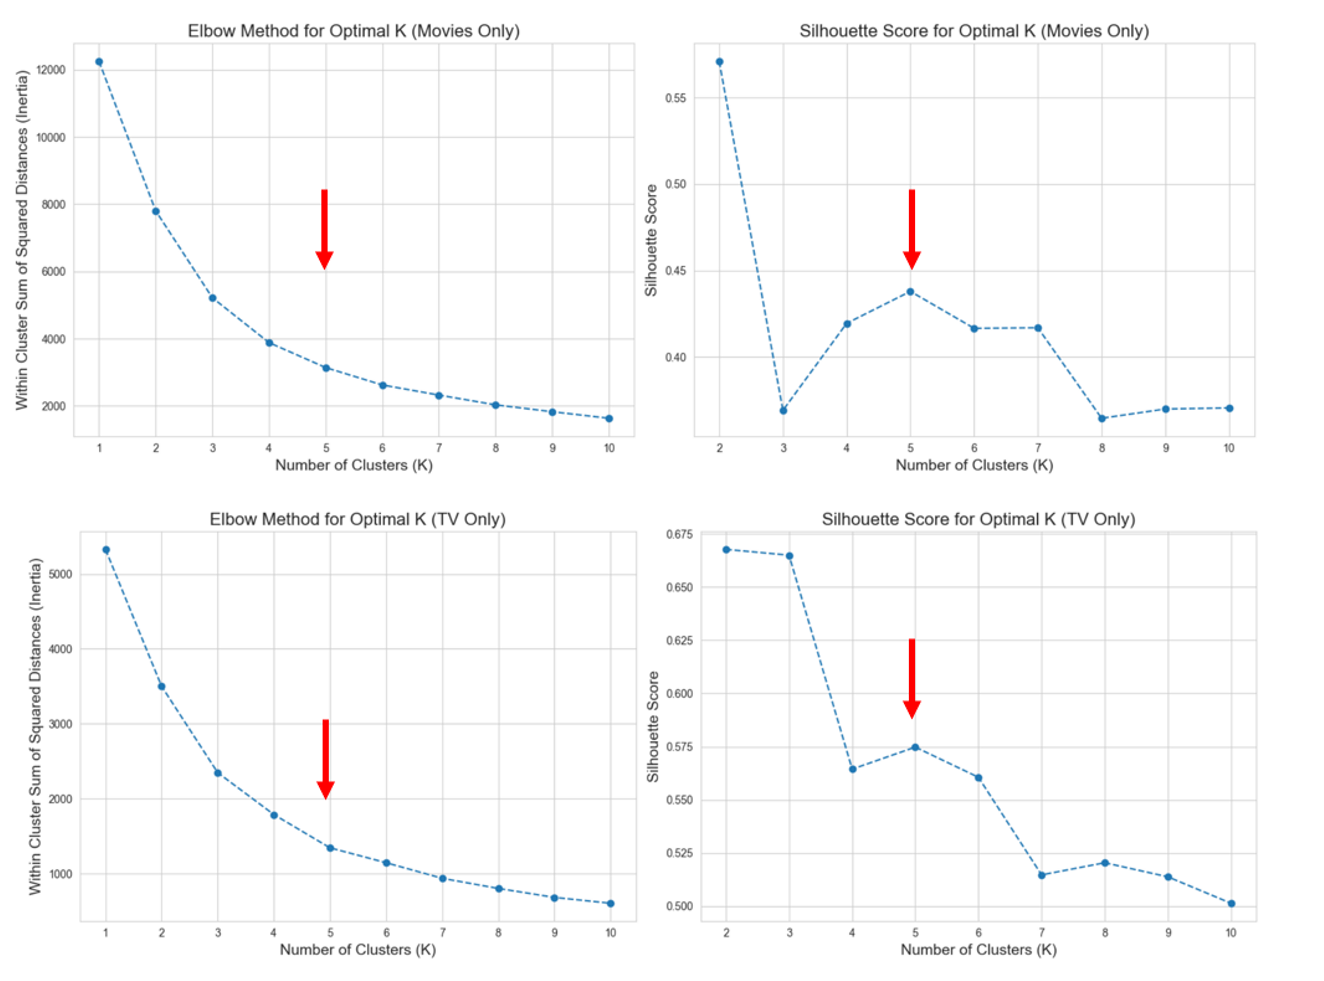 Elbow Method for Optimal K (Movies Only)
Within Cluster Sum of Squared Distances (Inertia)
12000
10000
8000
6000
4000
2000
1 2 3 4 5 6 7 8 9 10
Number of Clusters (K)
Silhouette Score for Optimal K (Movies Only)
Silhouette Score
0.55
0.50
0.45
0.40
2 3 4 5 6 7 8 9 10
Number of Clusters (K)
Elbow Method for Optimal K (TV Only)
Within Cluster Sum of Squared Distances (Inertia)
5000
4000
3000
2000
1000
1 2 3 4 5 6 7 8 9 10
Number of Clusters (K)
Silhouette Score for Optimal K (TV Only)
Silhouette Score
0.675
0.650
0.625
0.600
0.575
0.550
0.525
0.500
2 3 4 5 6 7 8 9 10
Number of Clusters (K)